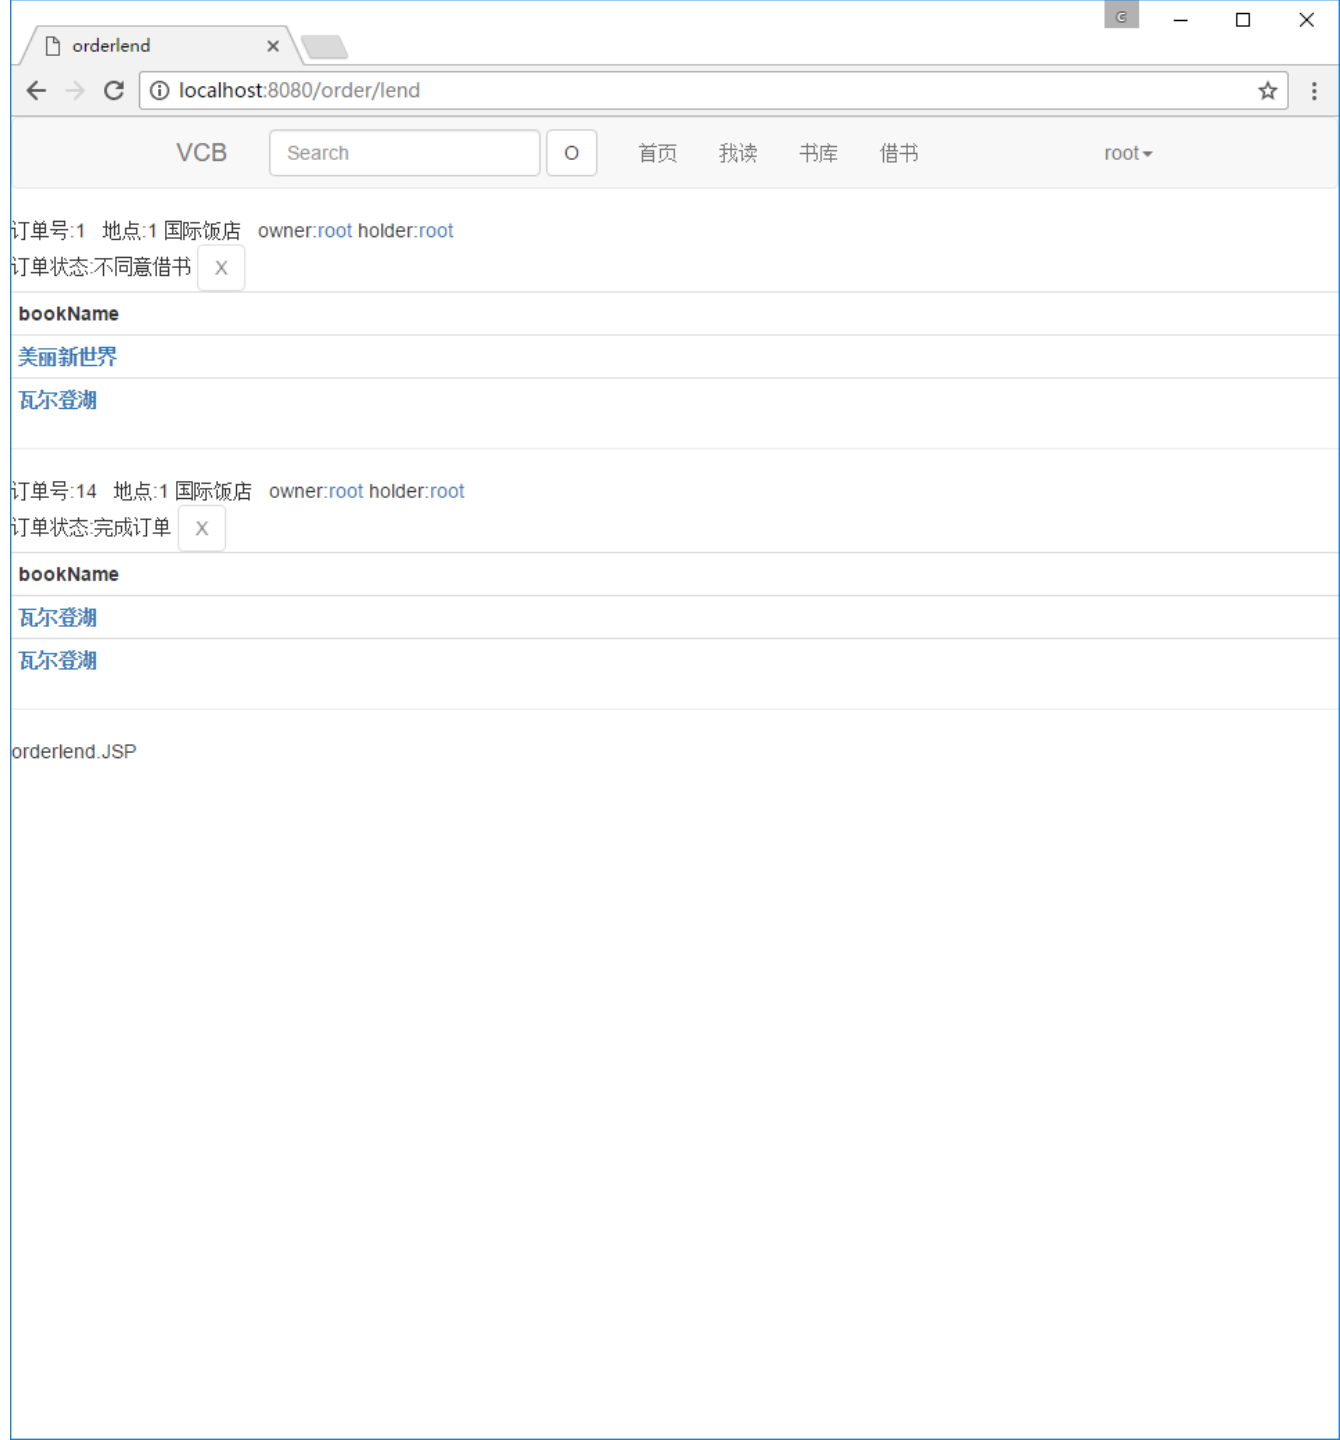 orderlend
localhost:8080/order/lend
VCB Search O 首页 我读 书库 借书 root
订单号:1 地点:1 国际饭店 owner:root holder:root
订单状态:不同意借书 X
bookName
美丽新世界
瓦尔登湖
订单号:14 地点:1 国际饭店 owner:root holder:root
订单状态:完成订单 X
bookName
瓦尔登湖
瓦尔登湖
orderlend.JSP